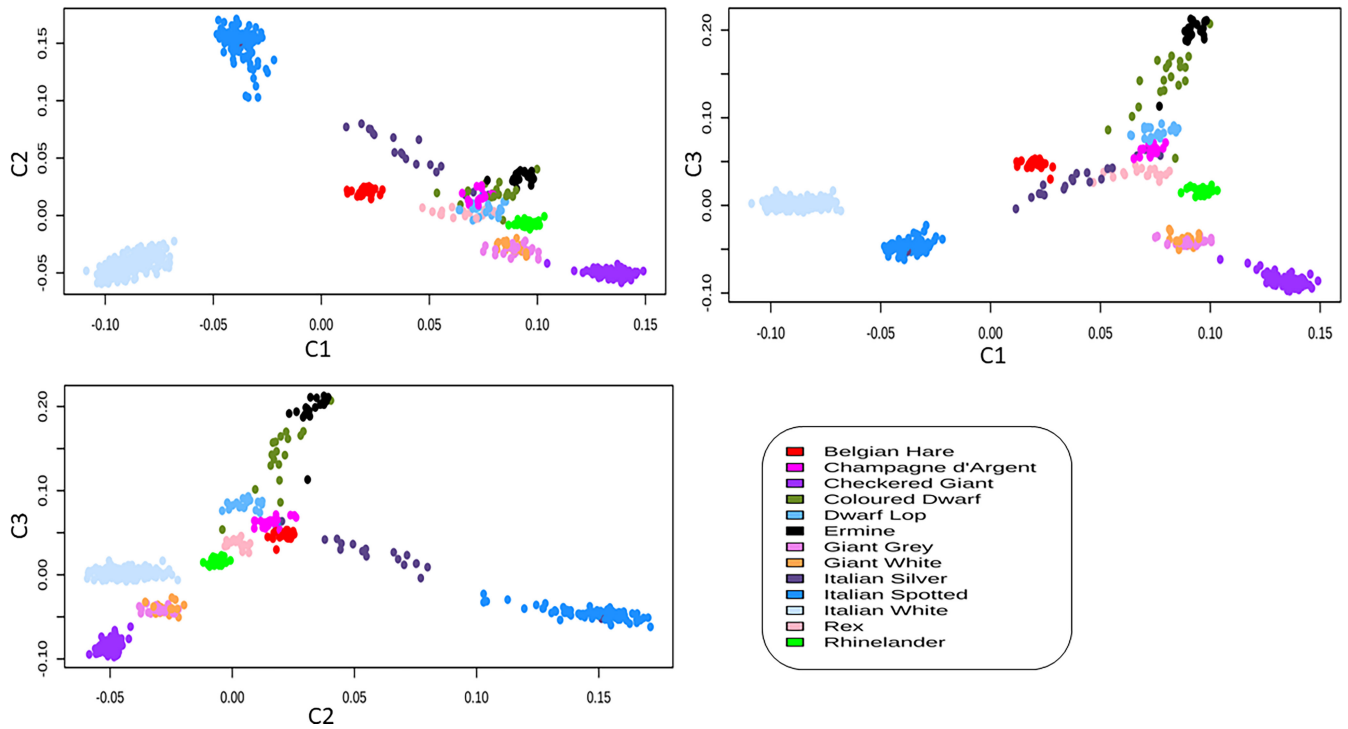 0.15
0.10
0.05
0.00
-0.05
C2
-0.10 -0.05 0.00 0.05 0.10 0.15
C1
0.20
0.10
0.00
-0.10
C3
-0.10 -0.05 0.00 0.05 0.10 0.15
C1
0.20
0.10
0.00
-0.10
C3
-0.05 0.00 0.05 0.10 0.15
C2
Belgian Hare
Champagne d'Argent
Checkered Giant
Coloured Dwarf
Dwarf Lop
Ermine
Giant Grey
Giant White
Italian Silver
Italian Spotted
Italian White
Rex
Rhinelander